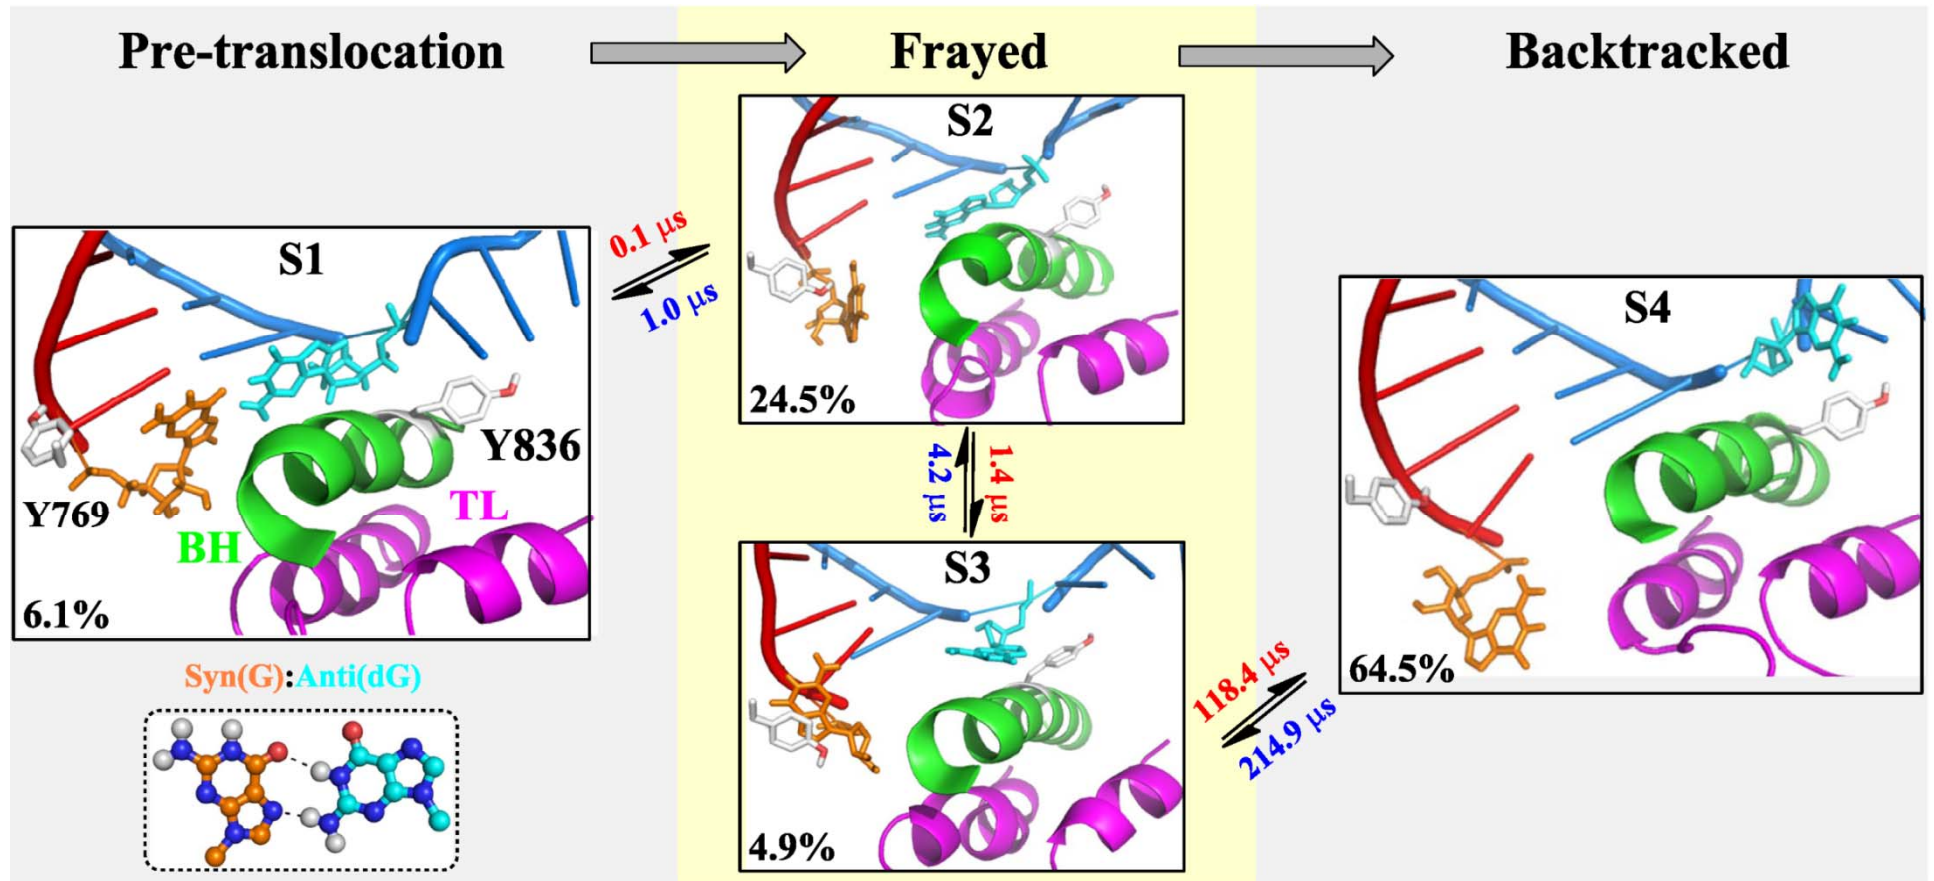 Pre-translocation
Frayed
Backtracked
S1
Y769
Y836
BH
TL
6.1%
Syn(G):Anti(dG)
0.1 μs
1.0 μs
S2
24.5%
4.2 μs
1.4 μs
S3
4.9%
118.4 μs
214.9 μs
S4
64.5%